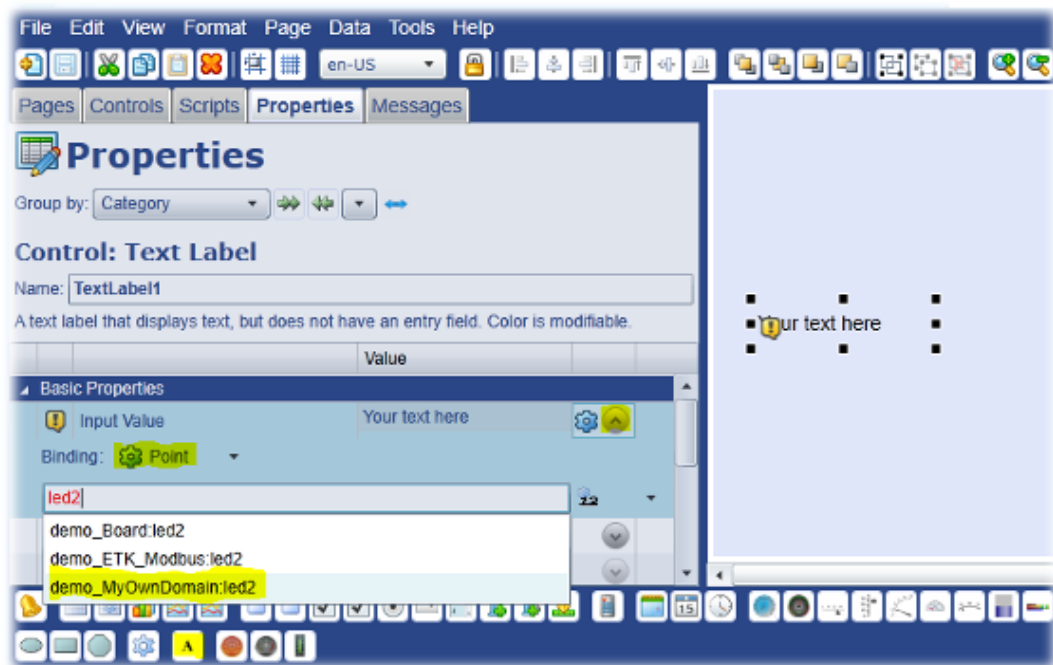 File Edit View Format Page Data Tools Help
en-US
Pages Controls Scripts Properties Messages
Properties
Group by: Category
Control: Text Label
Name: TextLabel1
A text label that displays text, but does not have an entry field. Color is modifiable.
Value
Basic Properties
Input Value Your text here
Binding: Point
led2
12
demo_Board:led2
demo_ETK_Modbus:led2
demo_MyOwnDomain:led2
ur text here
15
A